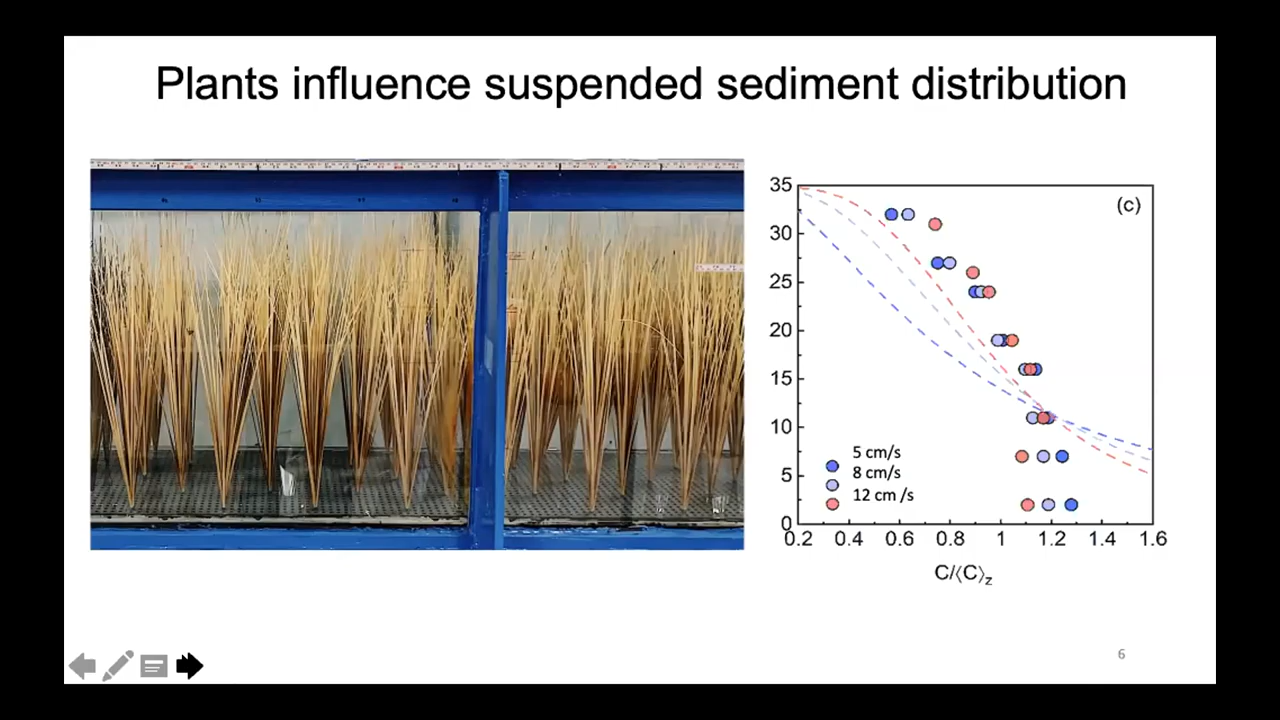 Plants influence suspended sediment distribution
35
30
25
20
15
10
5
0
(c)
5 cm/s
8 cm/s
12 cm /s
0.2 0.4 0.6 0.8 1 1.2 1.4 1.6
C/⟨C⟩z
6